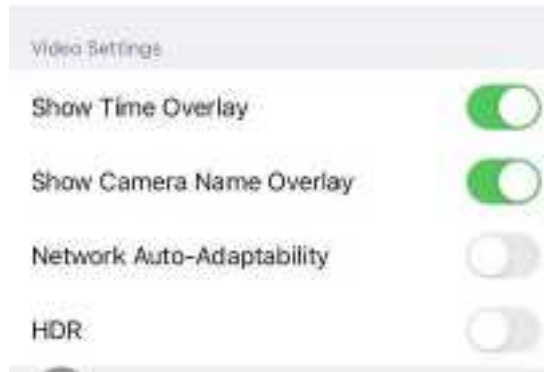 Video Settings
Show Time Overlay
Show Camera Name Overlay
Network Auto-Adaptability
HDR